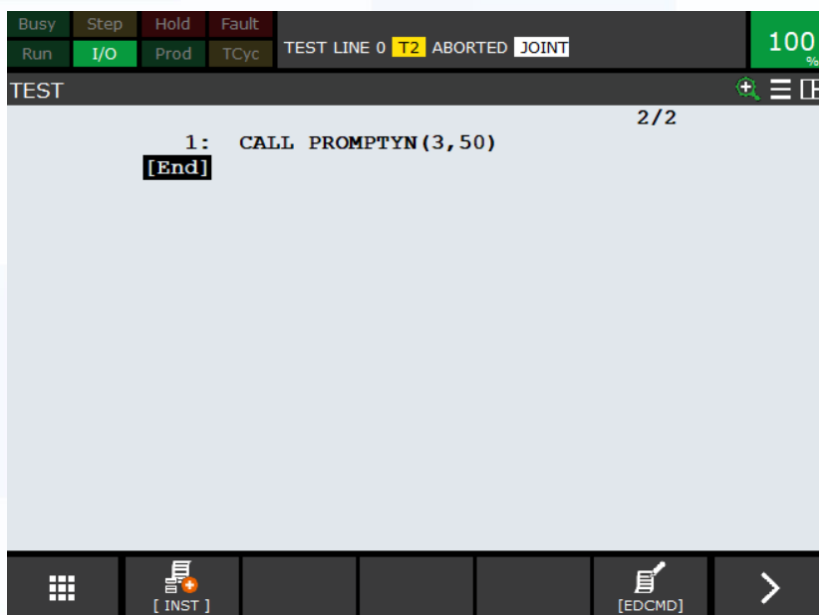 Busy Step Hold Fault
Run I/O Prod TCyc TEST LINE 0 T2 ABORTED JOINT 100 %
TEST
2/2
1: CALL PROMPTYN(3,50)
[End]
[ INST ] [EDCMD]